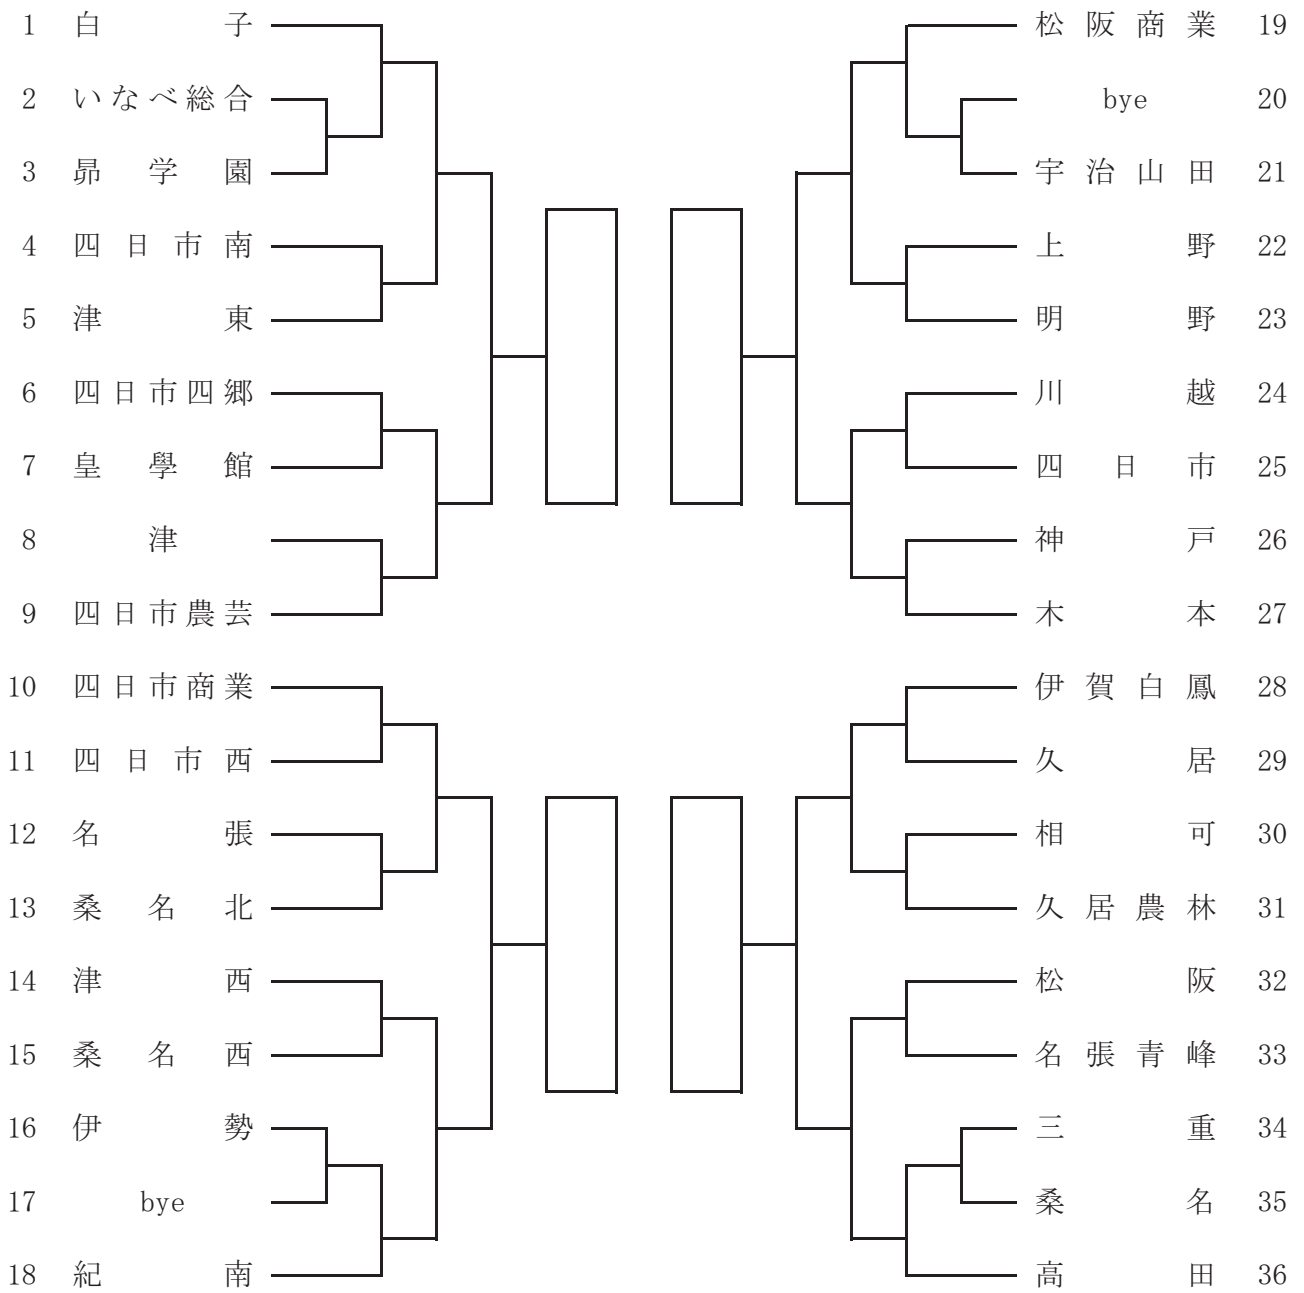 1 白子
2 いなべ総合
3 昴学園
4 四日市南
5 津東
6 四日市四郷
7 皇學館
8 津
9 四日市農芸
10 四日市商業
11 四日市西
12 名張
13 桑名北
14 津西
15 桑名西
16 伊勢
17 bye
18 紀南
松阪商業 19
bye 20
宇治山田 21
上野 22
明野 23
川越 24
四日市 25
神戸 26
木本 27
伊賀白鳳 28
久居 29
相可 30
久居農林 31
松阪 32
名張青峰 33
三重 34
桑名 35
高田 36